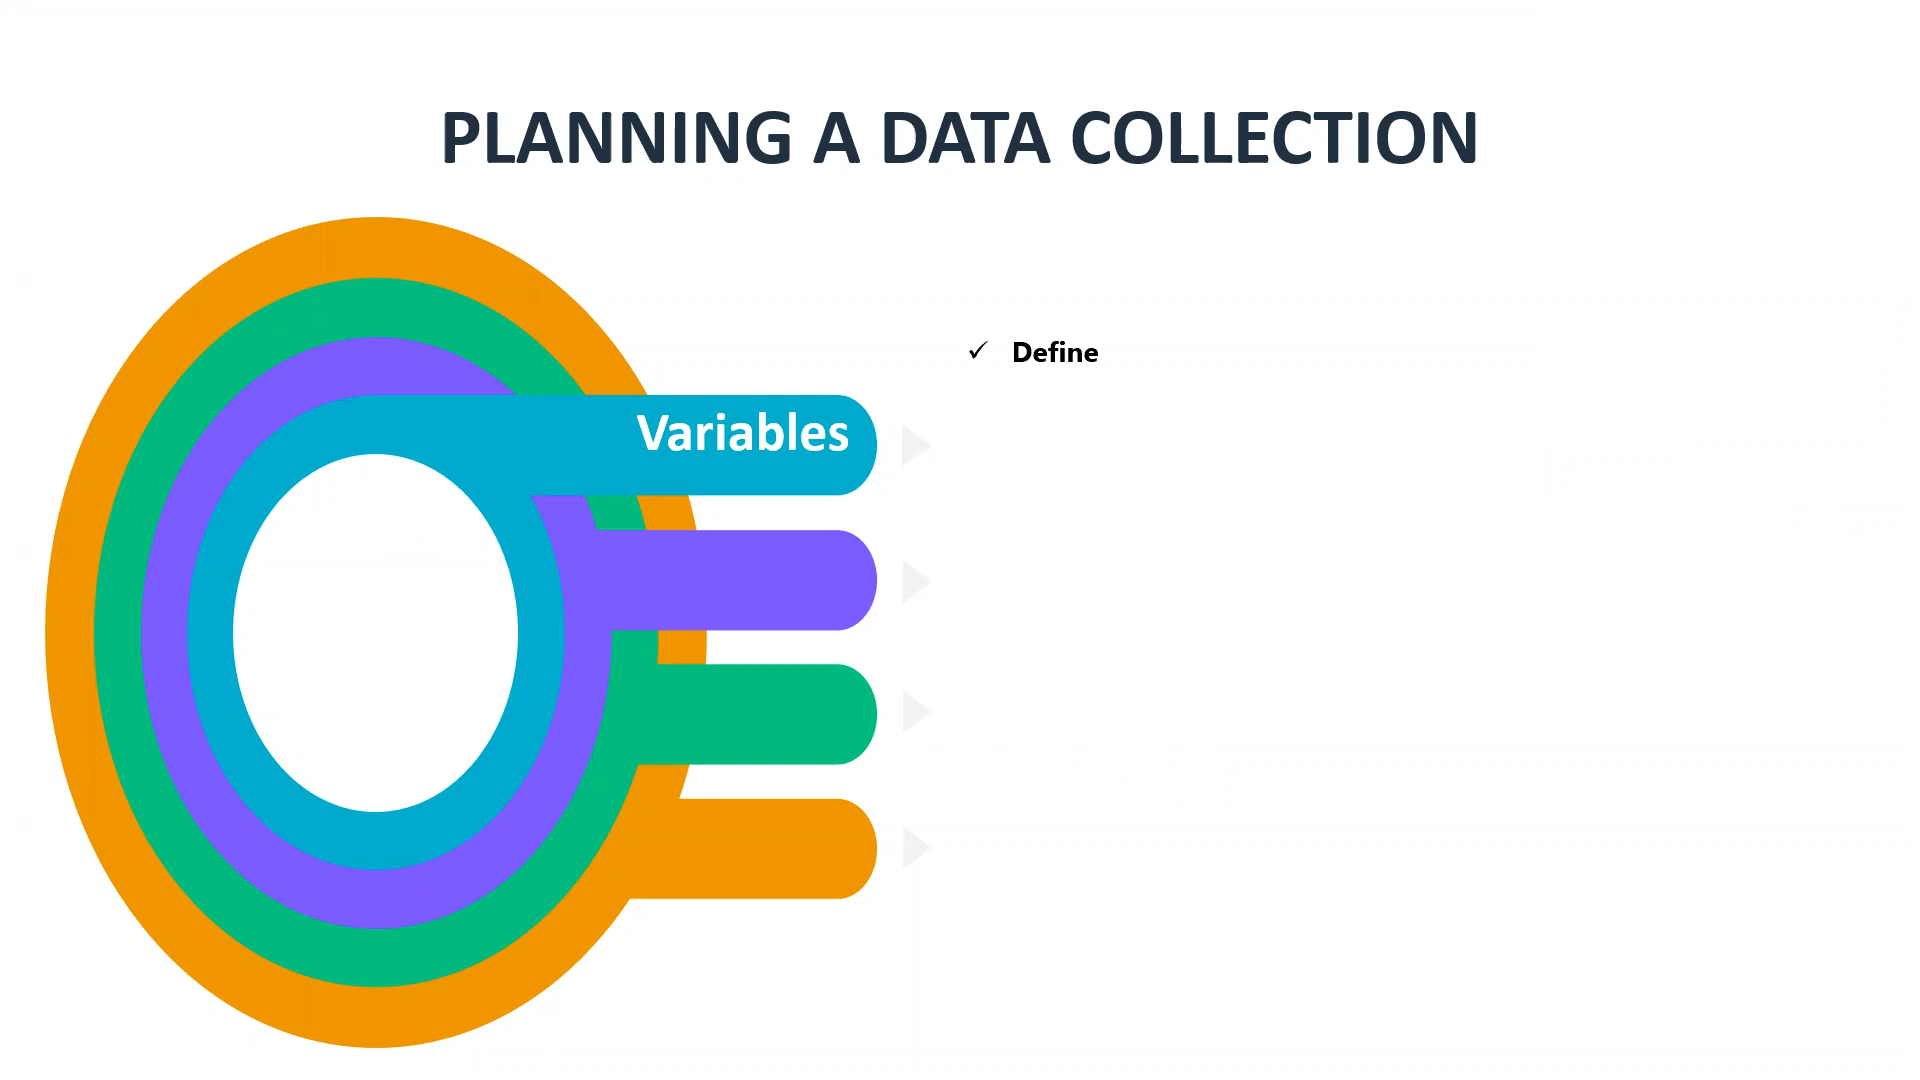 PLANNING A DATA COLLECTION
✓ Define
Variables